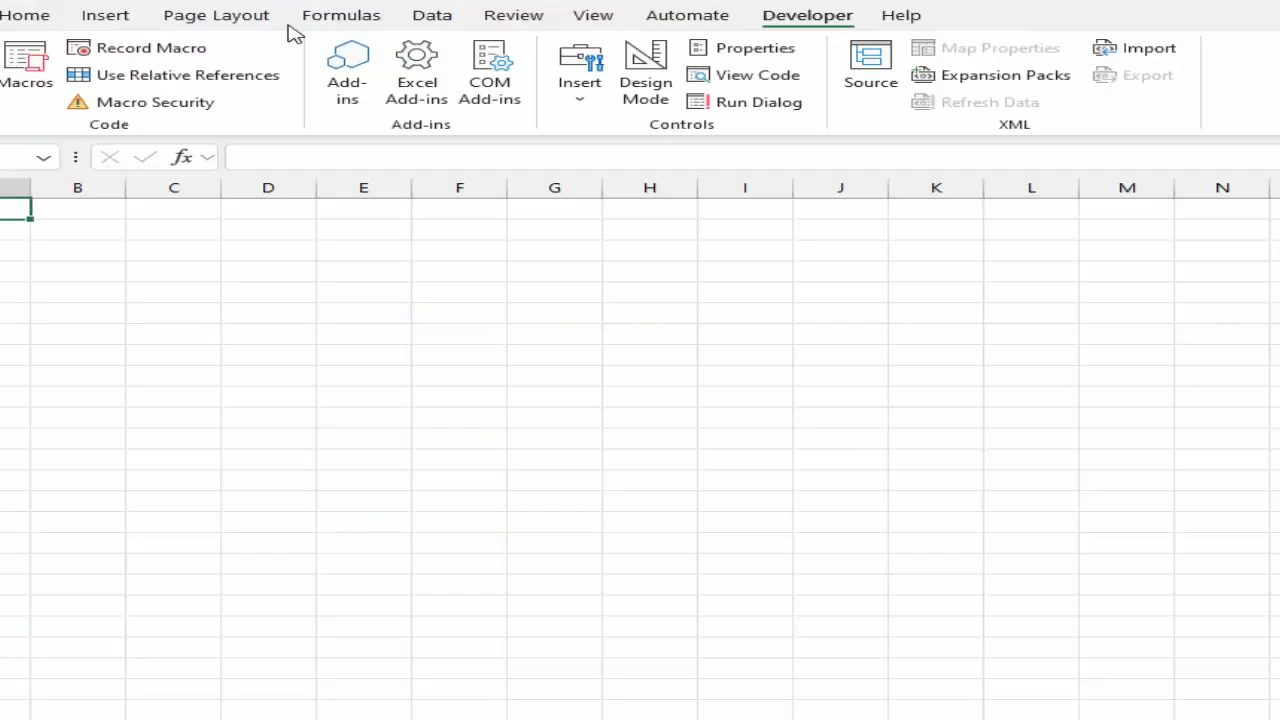 Home Insert Page Layout Formulas Data Review View Automate Developer Help
Macros Record Macro Use Relative References Macro Security
Code
Add-ins Excel Add-ins COM Add-ins
Add-ins
Insert Design Mode Properties View Code Run Dialog
Controls
Source Map Properties Expansion Packs Refresh Data Import Export
XML
fx
B C D E F G H I J K L M N